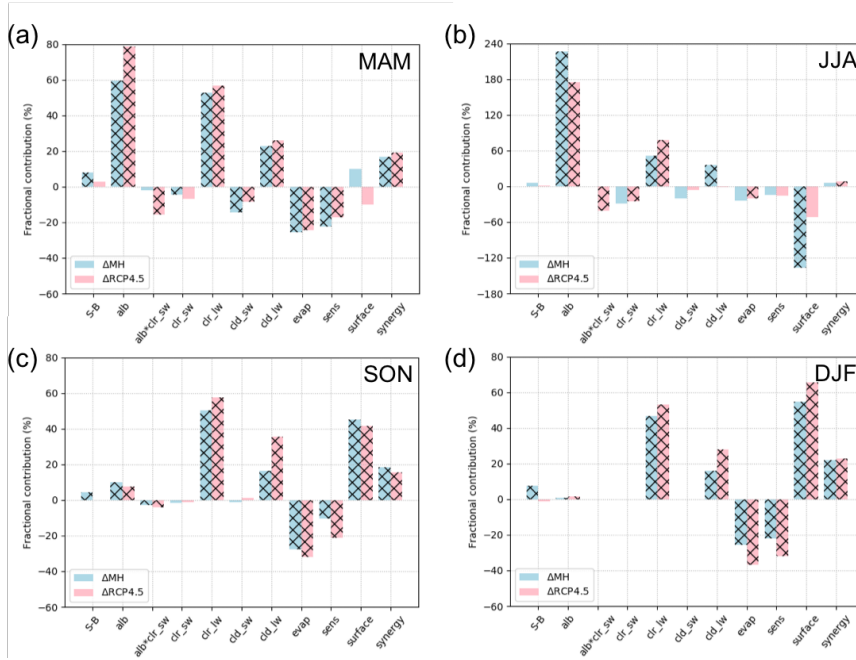 (a)
MAM
80
60
40
20
0
−20
−40
−60
Fractional contribution (%)
ΔMH
ΔRCP4.5
S-B
alb
alb*clr_sw
clr_sw
clr_lw
cld_sw
cld_lw
evap
sens
surface
synergy
(b)
JJA
240
180
120
60
0
−60
−120
−180
Fractional contribution (%)
ΔMH
ΔRCP4.5
S-B
alb
alb*clr_sw
clr_sw
clr_lw
cld_sw
cld_lw
evap
sens
surface
synergy
(c)
SON
80
60
40
20
0
−20
−40
−60
Fractional contribution (%)
ΔMH
ΔRCP4.5
S-B
alb
alb*clr_sw
clr_sw
clr_lw
cld_sw
cld_lw
evap
sens
surface
synergy
(d)
DJF
80
60
40
20
0
−20
−40
−60
Fractional contribution (%)
ΔMH
ΔRCP4.5
S-B
alb
alb*clr_sw
clr_sw
clr_lw
cld_sw
cld_lw
evap
sens
surface
synergy